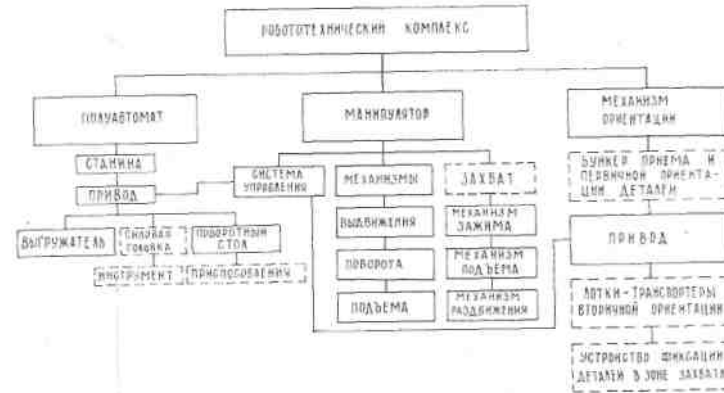 РОБОТОТЕХНИЧЕСКИЙ КОМПЛЕКС
ПОЛУАВТОМАТ
СТАНИНА
ПРИВОД
ВЫГРУЖАТЕЛЬ
СИЛОВАЯ
ГОЛОВКА
ПОВОРОТНЫЙ
СТОЛ
ИНСТРУМЕНТ
ПРИСПОСОБЛЕНИЯ
МАНИПУЛЯТОР
СИСТЕМА
УПРАВЛЕНИЯ
МЕХАНИЗМЫ
ВЫДВИЖЕНИЯ
ПОВОРОТА
ПОДЪЕМА
ЗАХВАТ
МЕХАНИЗМ
ЗАЖИМА
МЕХАНИЗМ
ПОДЪЕМА
МЕХАНИЗМ
РАЗДВИЖЕНИЯ
МЕХАНИЗМ
ОРИЕНТАЦИИ
БУНКЕР ПРИЕМА И
ПЕРВИЧНОЙ ОРИЕНТА-
ЦИИ ДЕТАЛЕЙ
ПРИВОД
ЛОТКИ-ТРАНСПОРТЕРЫ
ВТОРИЧНОЙ ОРИЕНТАЦИИ
УСТРОЙСТВО ФИКСАЦИИ
ДЕТАЛЕЙ В ЗОНЕ ЗАХВАТА